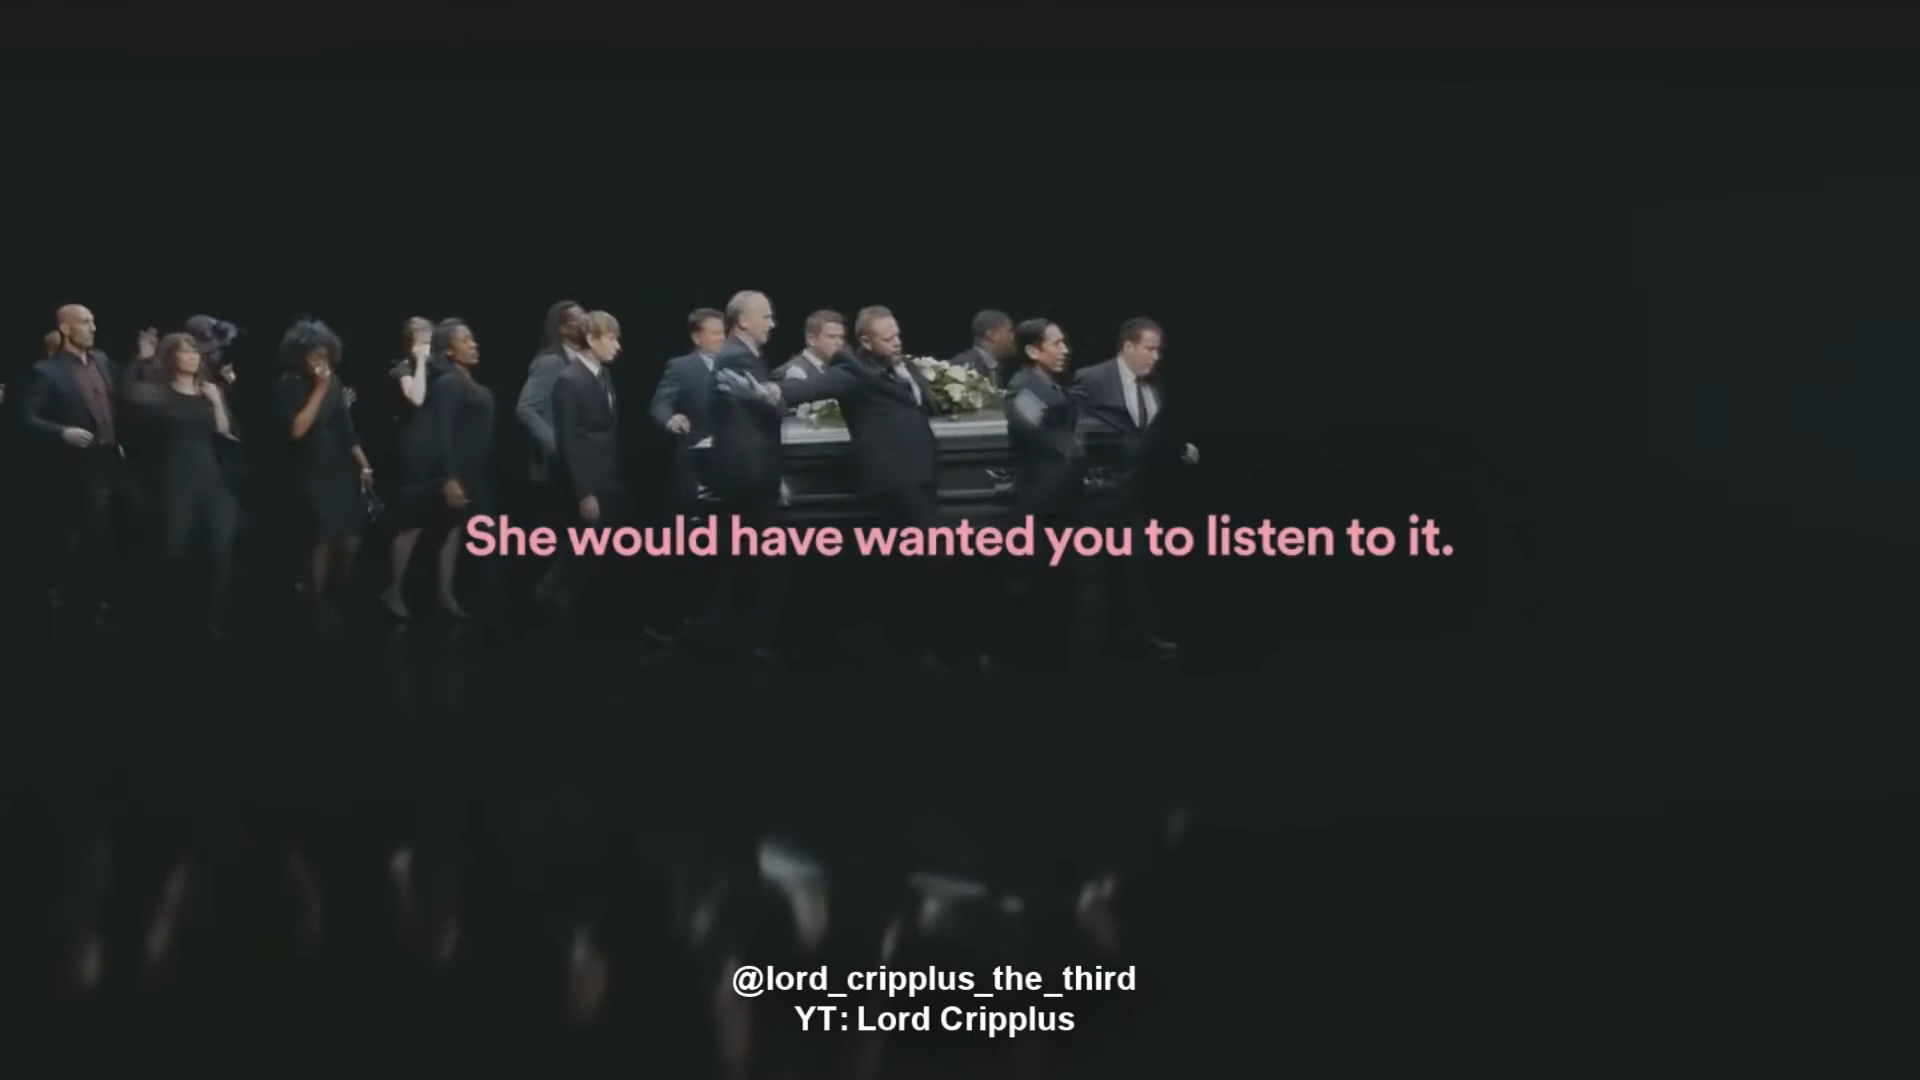 She would have wanted you to listen to it.
@lord_cripplus_the_third
YT: Lord Cripplus